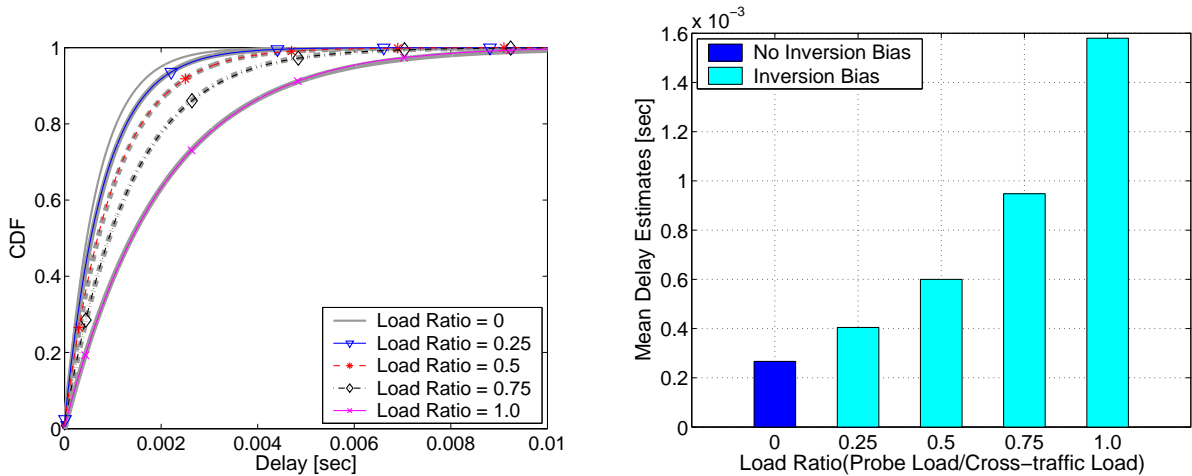 1
0.8
0.6
0.4
0.2
0
CDF
0
0.002
0.004
0.006
0.008
0.01
Delay [sec]
Load Ratio = 0
Load Ratio = 0.25
Load Ratio = 0.5
Load Ratio = 0.75
Load Ratio = 1.0
x 10⁻³
1.6
1.4
1.2
1
0.8
0.6
0.4
0.2
0
Mean Delay Estimates [sec]
No Inversion Bias
Inversion Bias
0
0.25
0.5
0.75
1.0
Load Ratio(Probe Load/Cross−traffic Load)